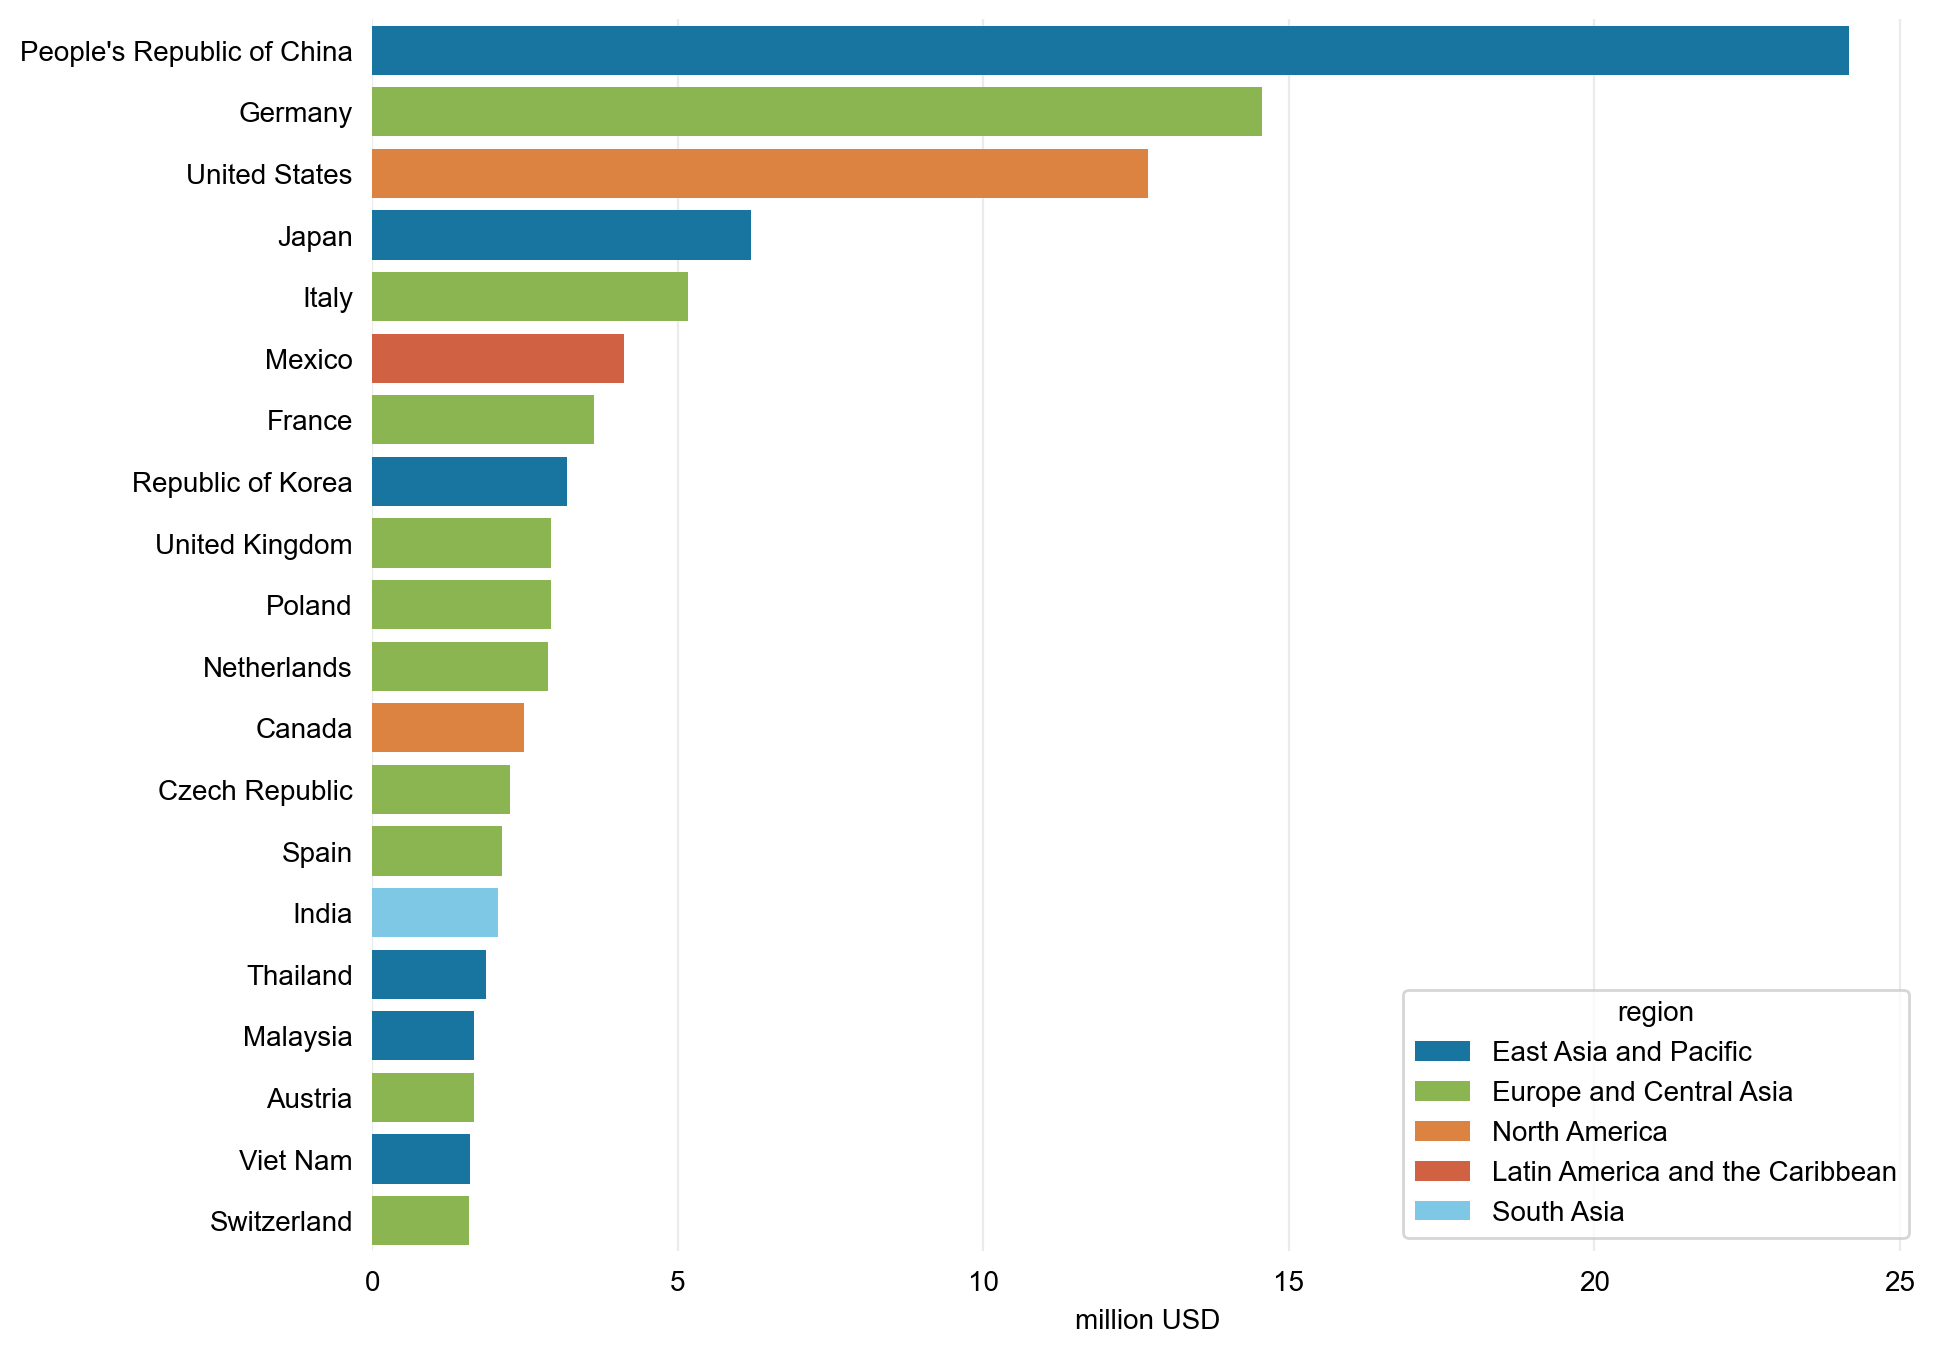 People's Republic of China
Germany
United States
Japan
Italy
Mexico
France
Republic of Korea
United Kingdom
Poland
Netherlands
Canada
Czech Republic
Spain
India
Thailand
Malaysia
Austria
Viet Nam
Switzerland
region
East Asia and Pacific
Europe and Central Asia
North America
Latin America and the Caribbean
South Asia
0 5 10 15 20 25
million USD